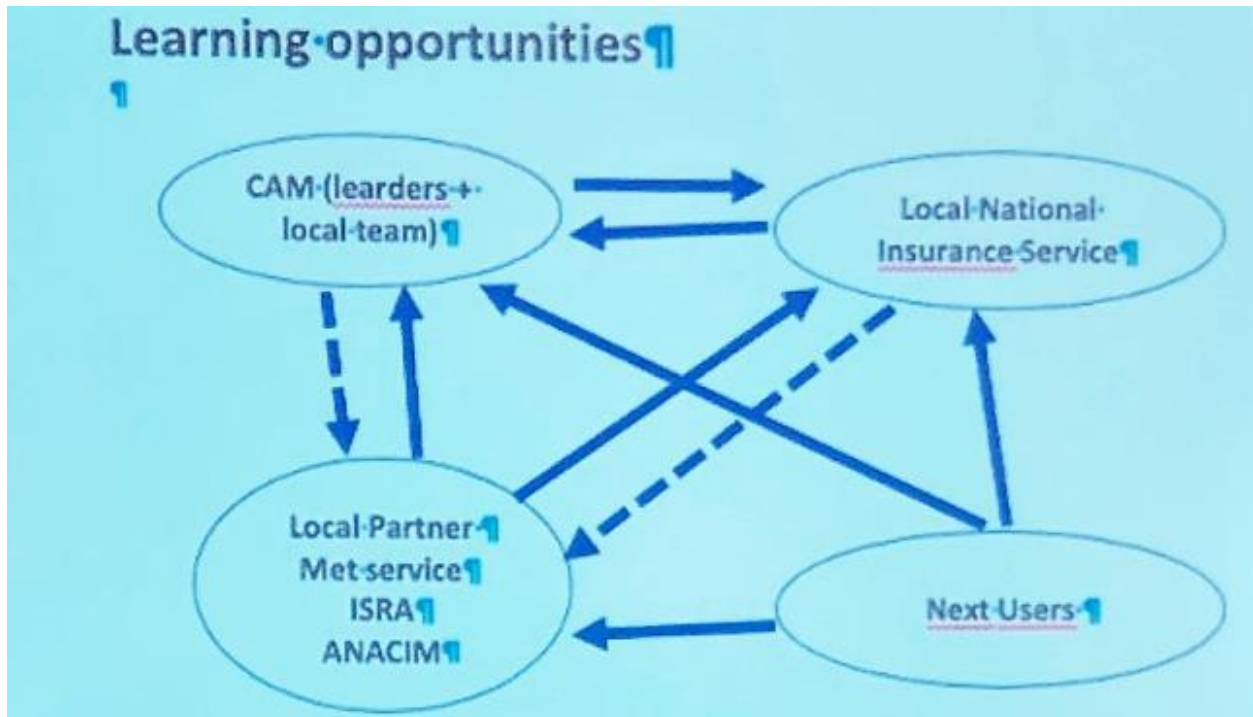 Learning opportunities
CAM (learders +
local team)
Local National
Insurance Service
Local Partner
Met service
ISRA
ANACIM
Next Users